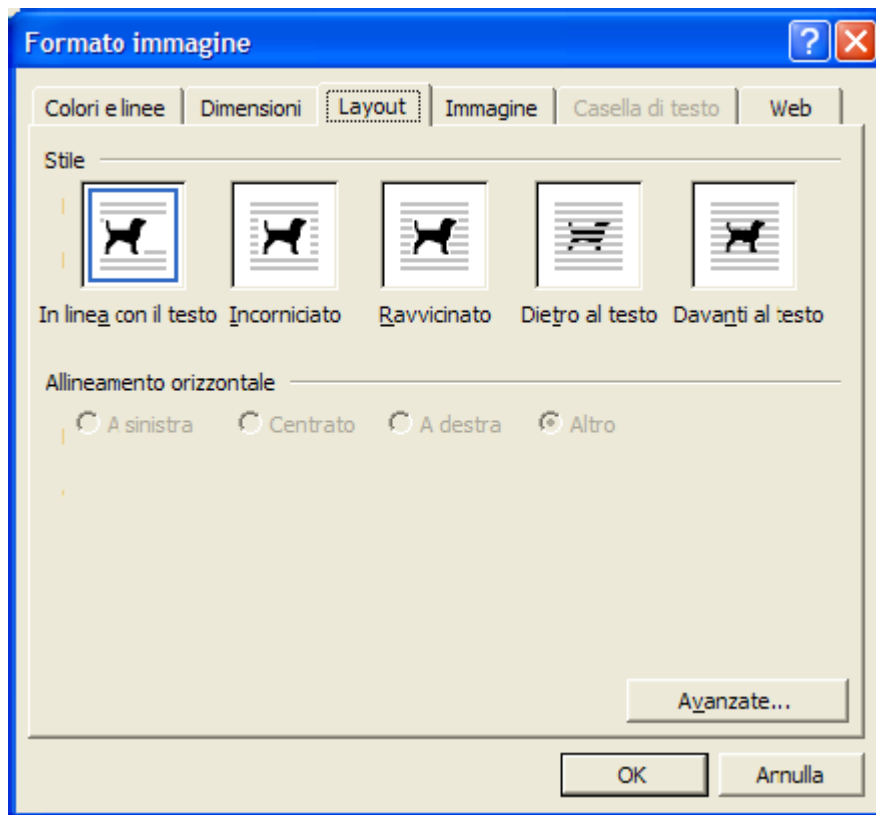 Formato immagine
Colori e linee Dimensioni Layout Immagine Casella di testo Web
Stile
In linea con il testo Incorniciato Ravvicinato Dietro al testo Davanti al testo
Allineamento orizzontale
A sinistra Centrato A destra Altro
Avanzate...
OK Annulla